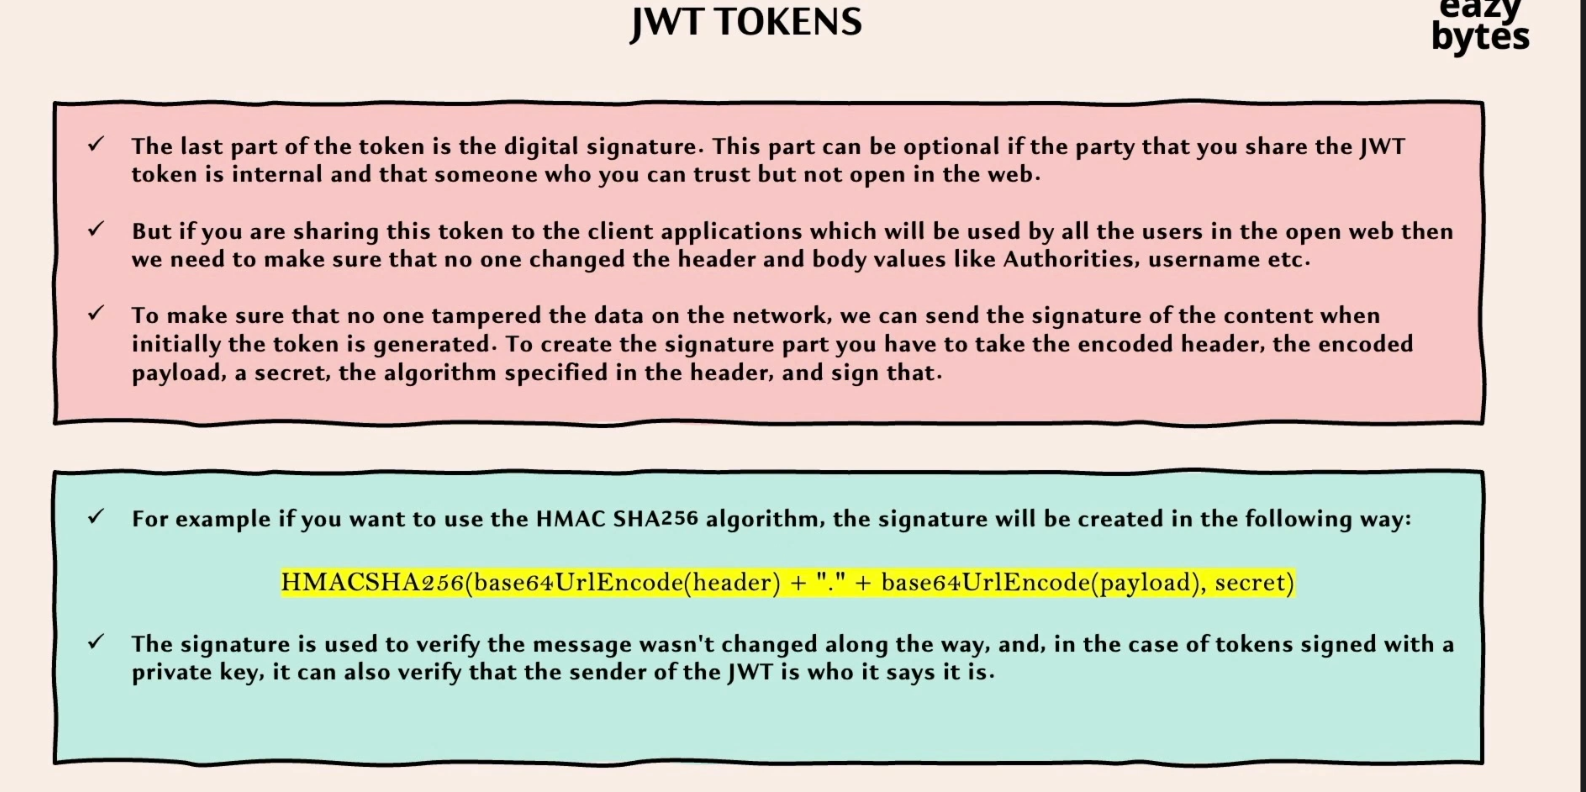 JWT TOKENS
eazy
bytes
✓ The last part of the token is the digital signature. This part can be optional if the party that you share the JWT
token is internal and that someone who you can trust but not open in the web.
✓ But if you are sharing this token to the client applications which will be used by all the users in the open web then
we need to make sure that no one changed the header and body values like Authorities, username etc.
✓ To make sure that no one tampered the data on the network, we can send the signature of the content when
initially the token is generated. To create the signature part you have to take the encoded header, the encoded
payload, a secret, the algorithm specified in the header, and sign that.
✓ For example if you want to use the HMAC SHA256 algorithm, the signature will be created in the following way:
HMACSHA256(base64UrlEncode(header) + "." + base64UrlEncode(payload), secret)
✓ The signature is used to verify the message wasn't changed along the way, and, in the case of tokens signed with a
private key, it can also verify that the sender of the JWT is who it says it is.